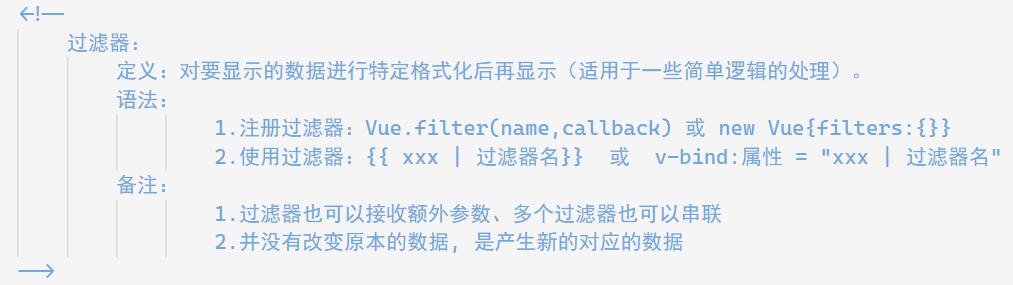 <!--
过滤器：
定义：对要显示的数据进行特定格式化后再显示（适用于一些简单逻辑的处理）。
语法：
1.注册过滤器：Vue.filter(name,callback) 或 new Vue{filters:{}}
2.使用过滤器：{{ xxx | 过滤器名}}  或  v-bind:属性 = "xxx | 过滤器名"
备注：
1.过滤器也可以接收额外参数、多个过滤器也可以串联
2.并没有改变原本的数据, 是产生新的对应的数据
-->